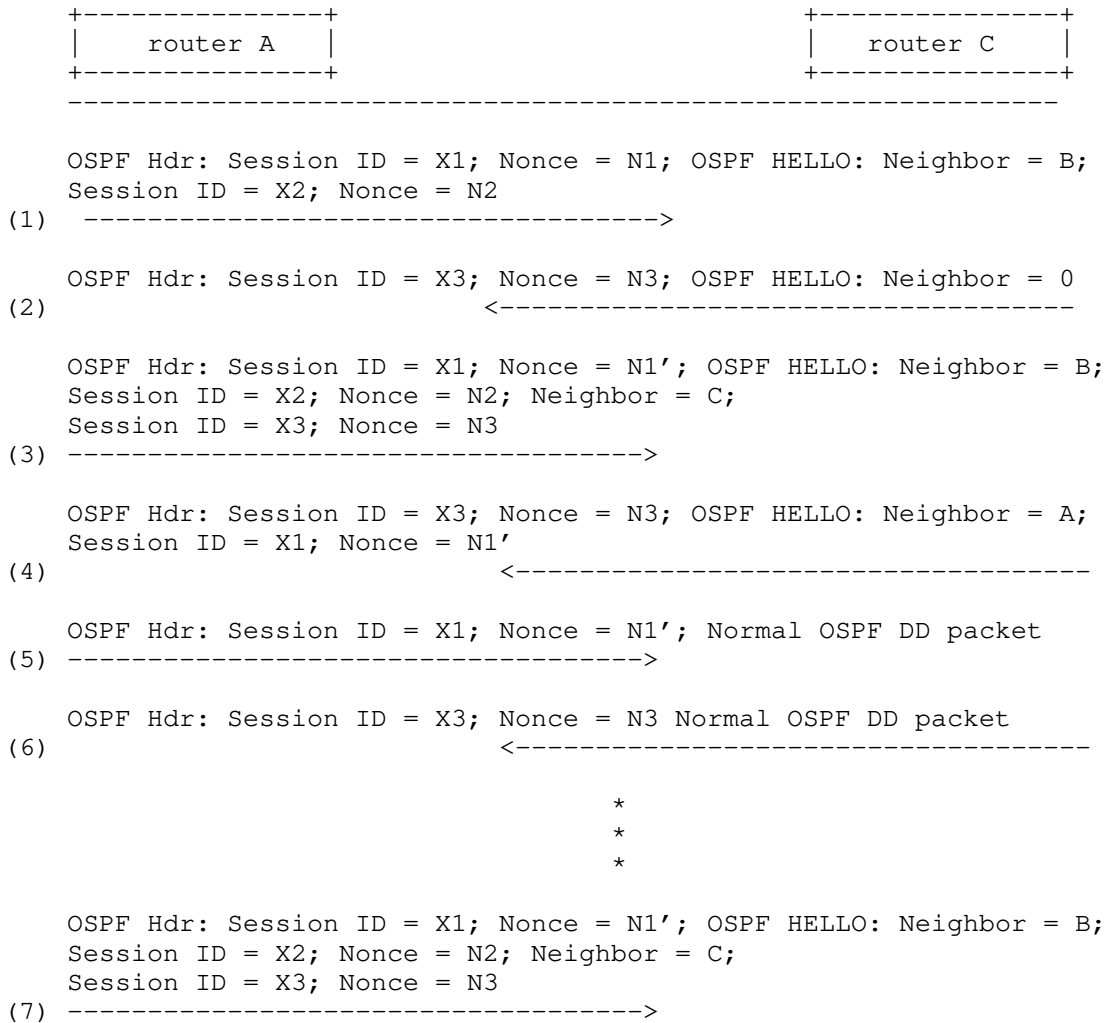 +---------------+ +---------------+
| router A | | router C |
+---------------+ +---------------+
--------------------------------------------------------------
OSPF Hdr: Session ID = X1; Nonce = N1; OSPF HELLO: Neighbor = B;
Session ID = X2; Nonce = N2
(1) ------------------------------------>
OSPF Hdr: Session ID = X3; Nonce = N3; OSPF HELLO: Neighbor = 0
(2) <------------------------------------
OSPF Hdr: Session ID = X1; Nonce = N1'; OSPF HELLO: Neighbor = B;
Session ID = X2; Nonce = N2; Neighbor = C;
Session ID = X3; Nonce = N3
(3) ------------------------------------>
OSPF Hdr: Session ID = X3; Nonce = N3; OSPF HELLO: Neighbor = A;
Session ID = X1; Nonce = N1'
(4) <------------------------------------
OSPF Hdr: Session ID = X1; Nonce = N1'; Normal OSPF DD packet
(5) ------------------------------------>
OSPF Hdr: Session ID = X3; Nonce = N3 Normal OSPF DD packet
(6) <------------------------------------
*
*
*
OSPF Hdr: Session ID = X1; Nonce = N1'; OSPF HELLO: Neighbor = B;
Session ID = X2; Nonce = N2; Neighbor = C;
Session ID = X3; Nonce = N3
(7) ------------------------------------>